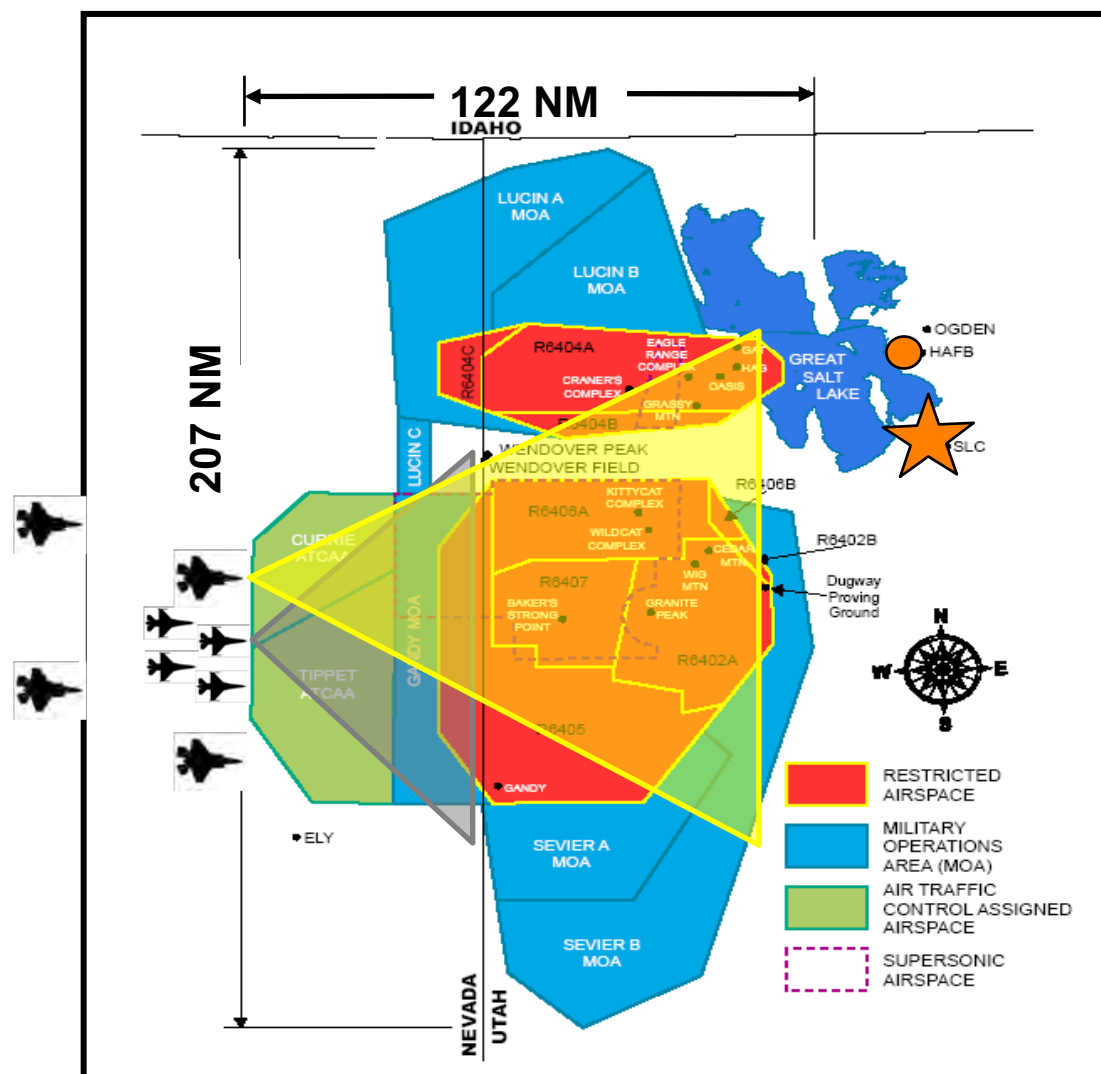 122 NM
IDAHO
207 NM
LUCIN A
MOA
LUCIN B
MOA
R6404A
R6404C
EAGLE
RANGE
COMPLEX
CRANER'S
COMPLEX
GAT
HAG
OASIS
GRASSY
MTN
R6404B
GREAT
SALT
LAKE
OGDEN
HAFB
SLC
LUCIN C
WENDOVER PEAK
WENDOVER FIELD
KITTYCAT
COMPLEX
R6406A
R6406B
WILDCAT
COMPLEX
CEDAR
MTN
R6402B
WIG
MTN
Dugway
Proving
Ground
CURRIE
ATCAA
R6407
BAKER'S
STRONG
POINT
GRANITE
PEAK
GANDY MOA
R6402A
TIPPET
ATCAA
R6405
GANDY
ELY
SEVIER A
MOA
SEVIER B
MOA
NEVADA
UTAH
N
W
E
S
RESTRICTED
AIRSPACE
MILITARY
OPERATIONS
AREA (MOA)
AIR TRAFFIC
CONTROL ASSIGNED
AIRSPACE
SUPERSONIC
AIRSPACE